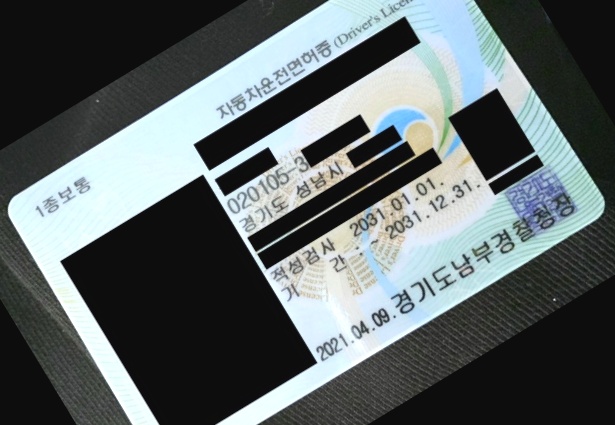 자동차운전면허증 (Driver's Licen
1종보통
020105-3
경기도 성남시
적성검사 2031.01.01.
기 간 ~ 2031.12.31.
2021.04.09. 경기도남부경찰청장